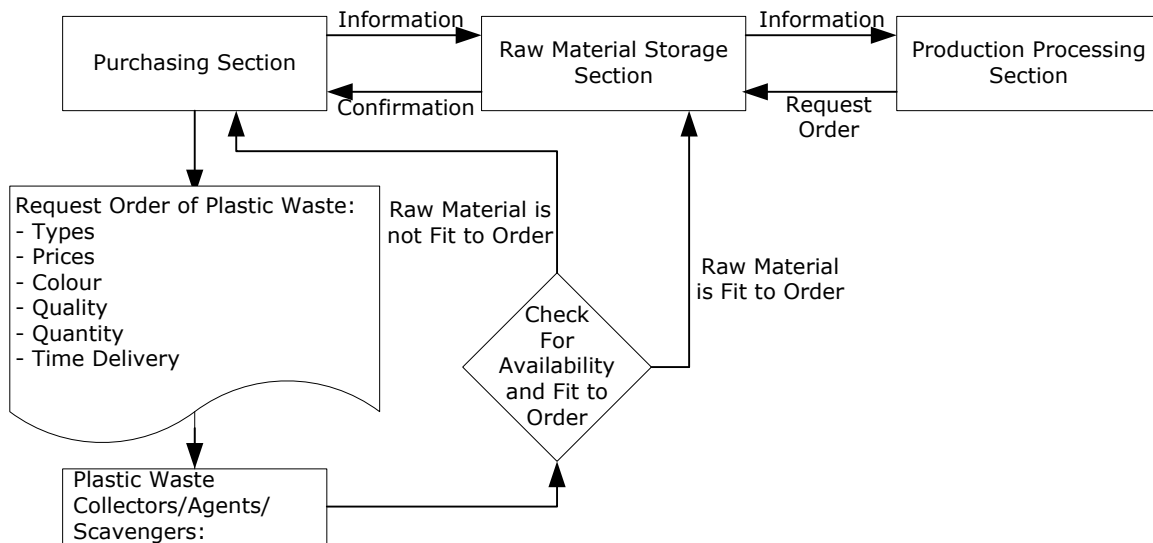 Information
Information
Purchasing Section
Raw Material Storage
Section
Production Processing
Section
Confirmation
Request
Order
Request Order of Plastic Waste:
- Types
- Prices
- Colour
- Quality
- Quantity
- Time Delivery
Raw Material is
not Fit to Order
Raw Material
is Fit to Order
Check
For
Availability
and Fit to
Order
Plastic Waste
Collectors/Agents/
Scavengers: